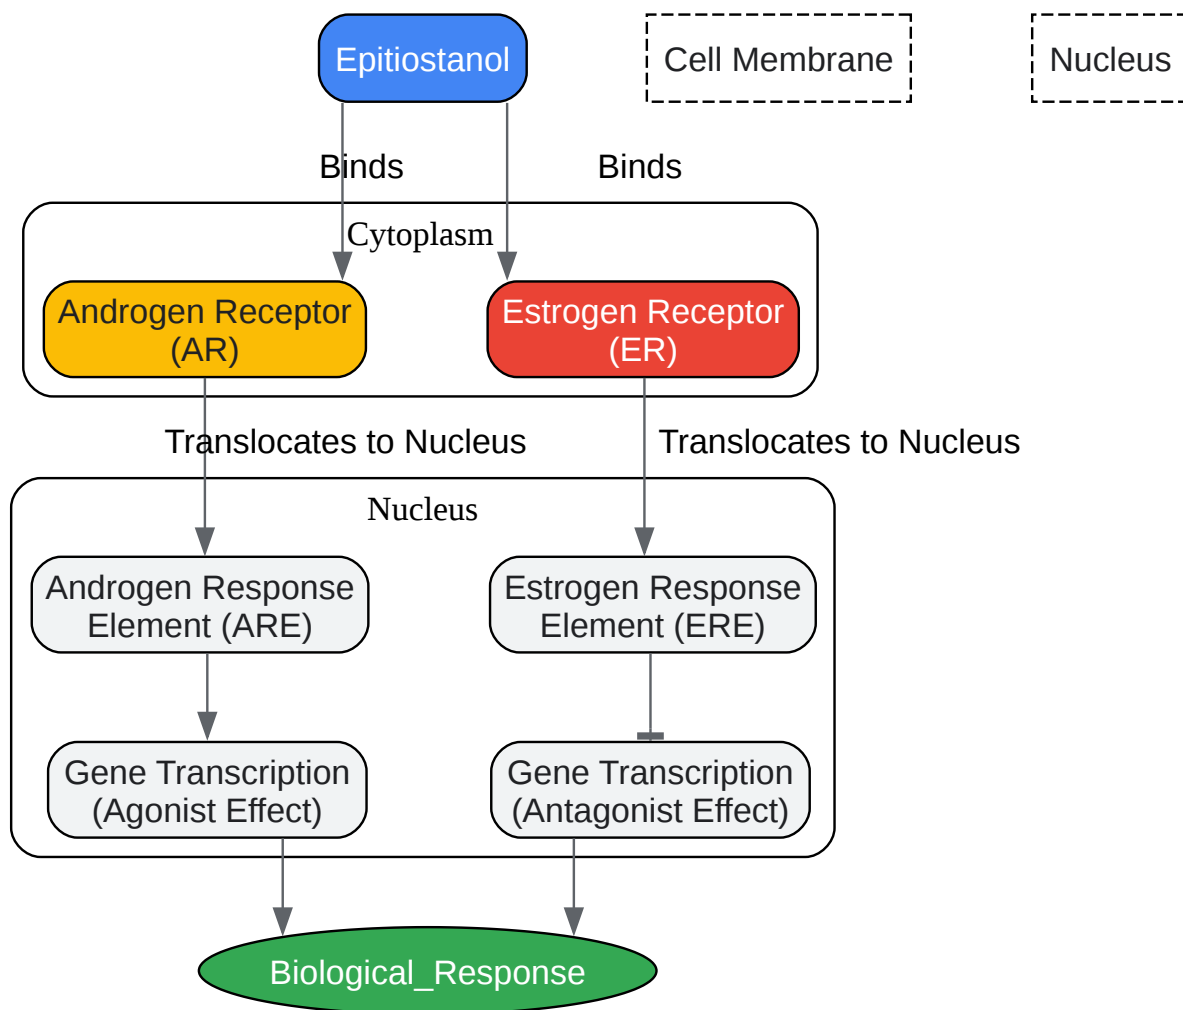 Epitiostanol
Cell Membrane
Nucleus
Binds
Binds
Cytoplasm
Androgen Receptor
(AR)
Estrogen Receptor
(ER)
Translocates to Nucleus
Translocates to Nucleus
Nucleus
Androgen Response
Element (ARE)
Estrogen Response
Element (ERE)
Gene Transcription
(Agonist Effect)
Gene Transcription
(Antagonist Effect)
Biological_Response